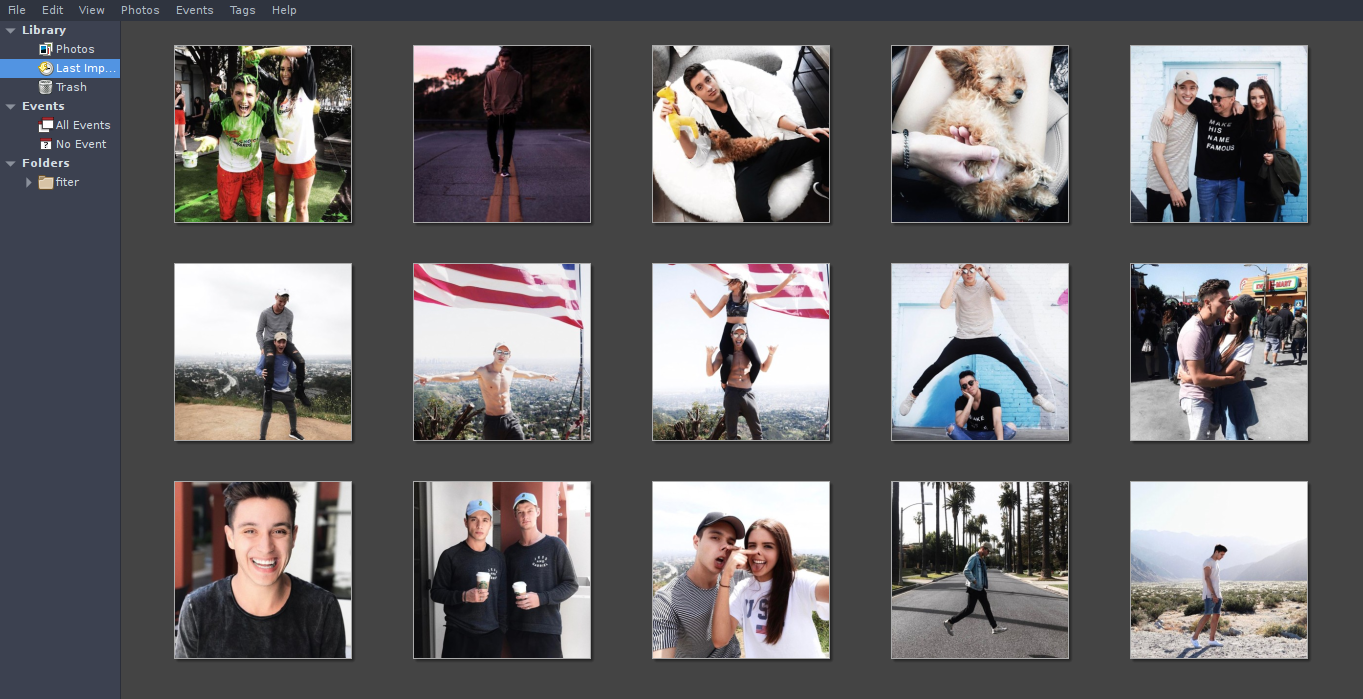 File Edit View Photos Events Tags Help
Library
Photos
Last Imp...
Trash
Events
All Events
? No Event
Folders
fiter
MAKE
HIS
NAME
FAMOUS